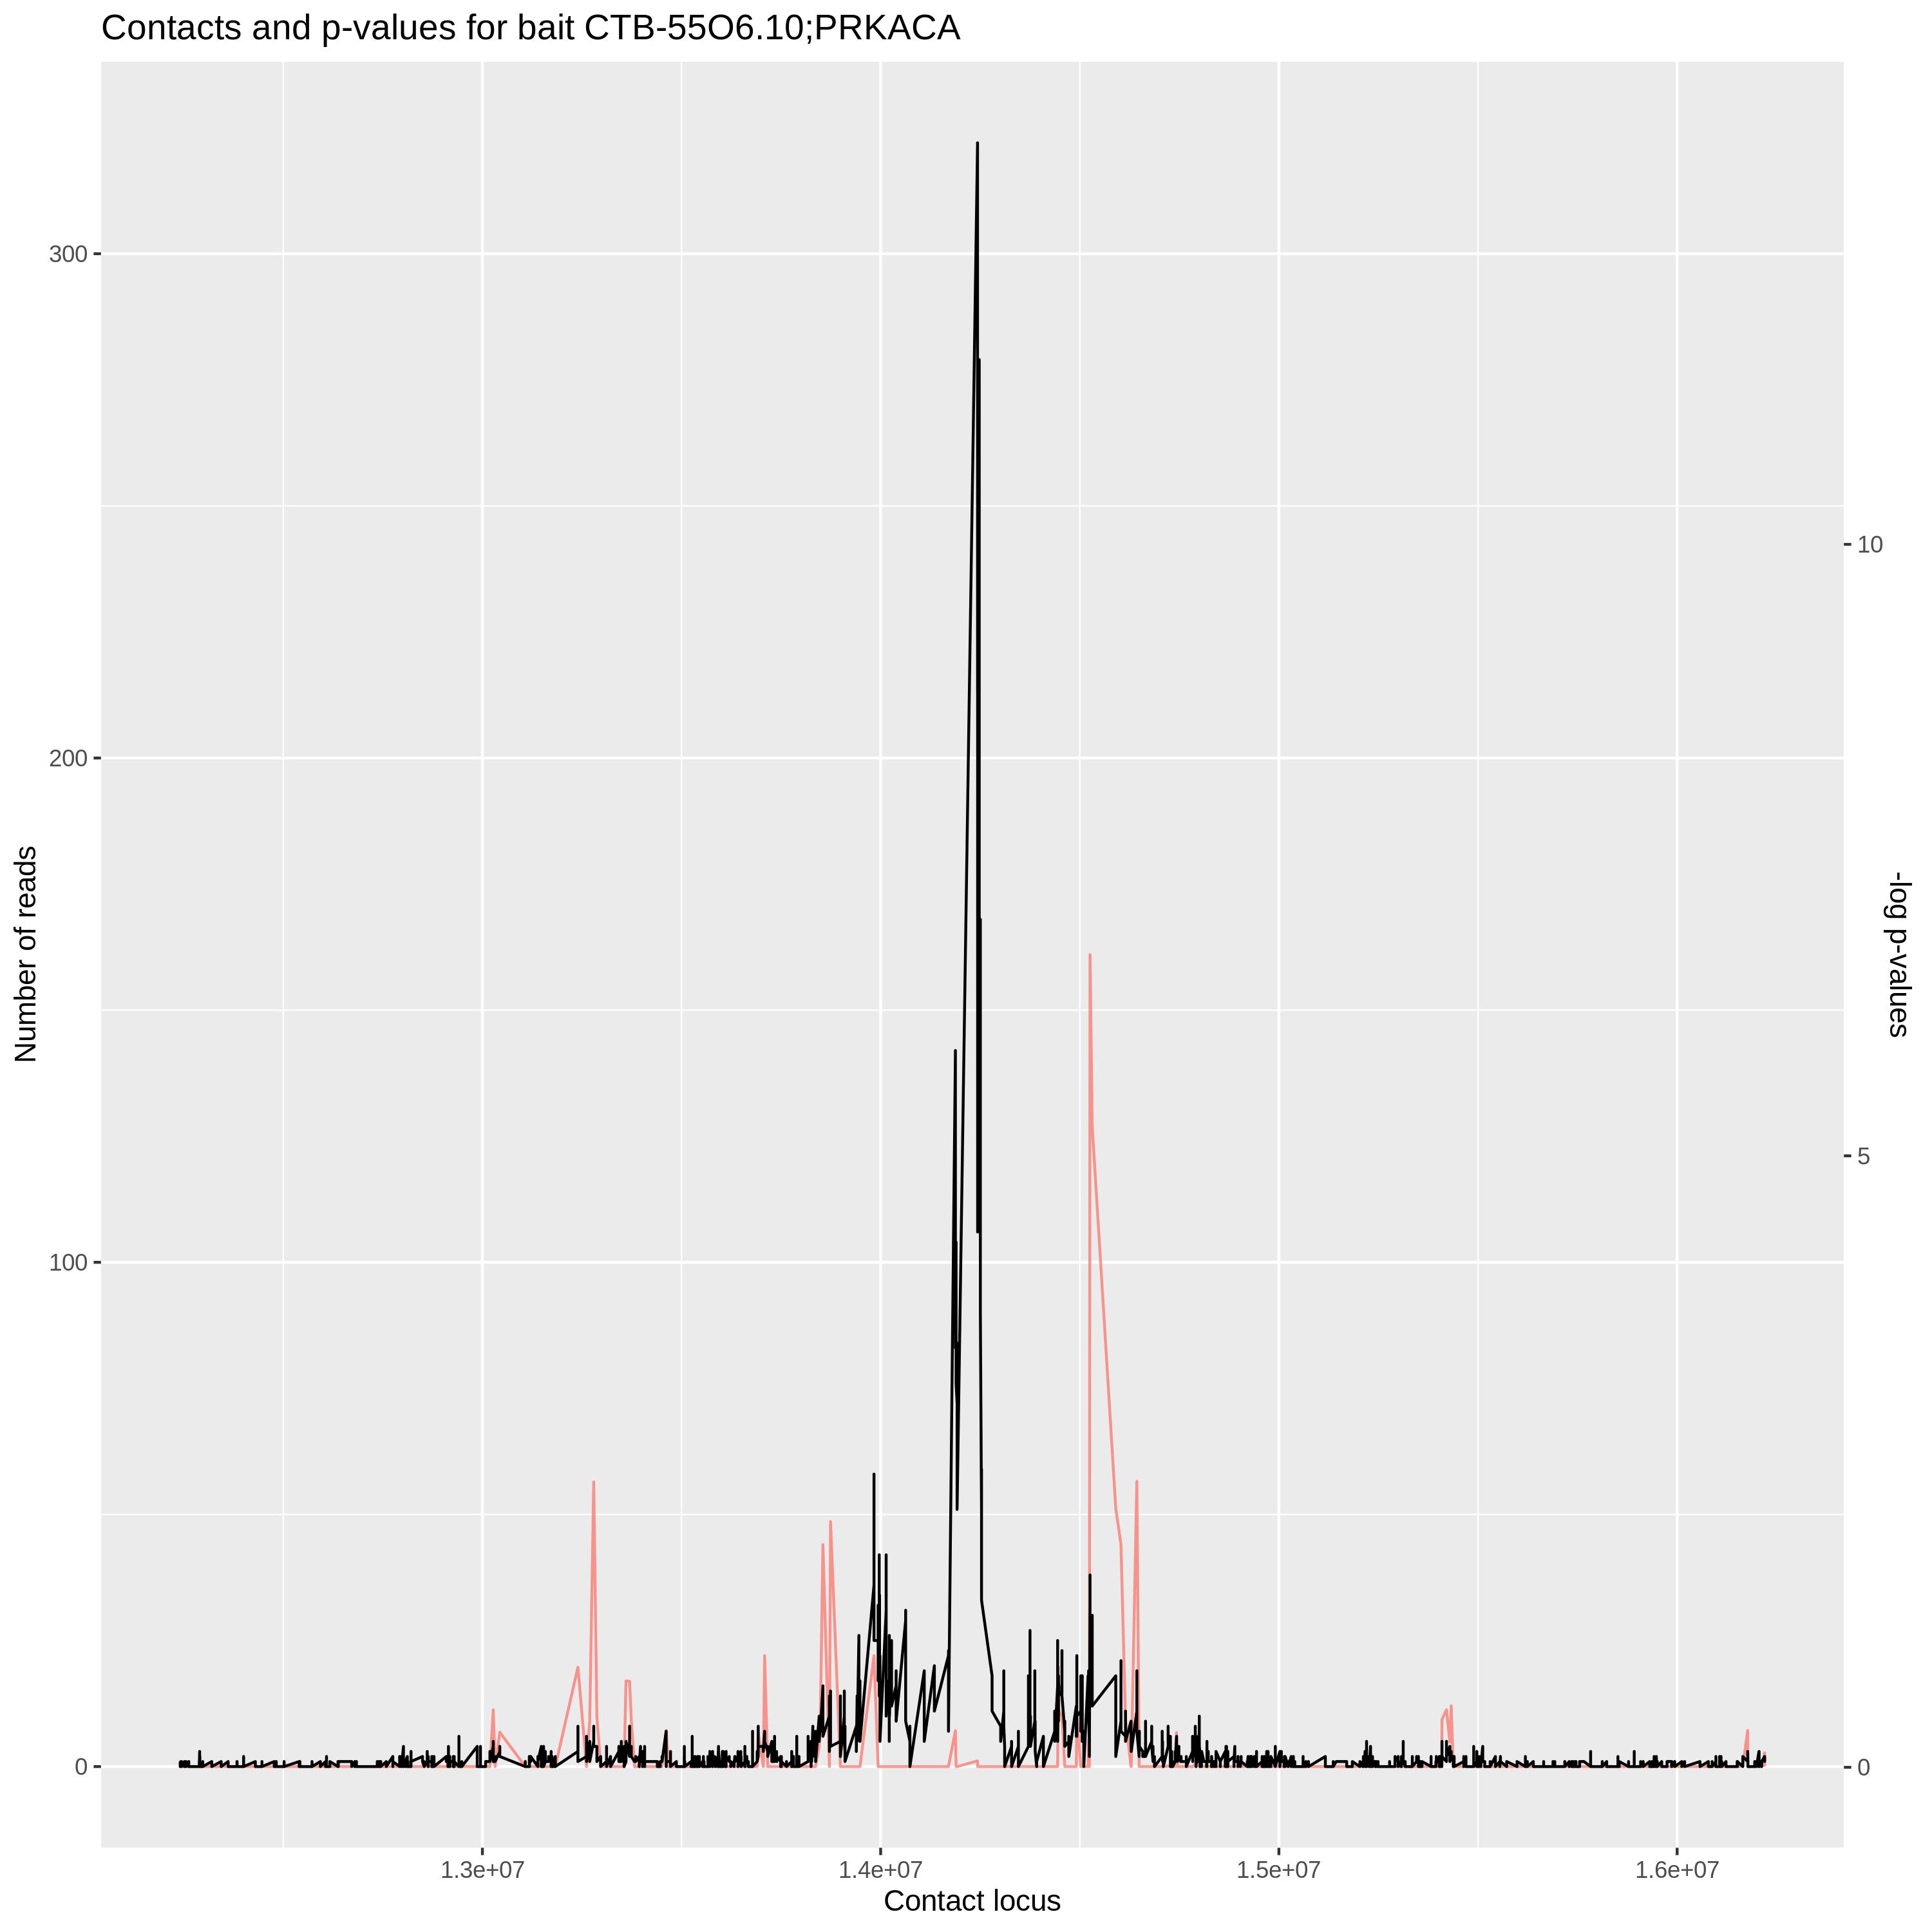 Contacts and p-values for bait CTB-55O6.10;PRKACA
300
200
100
0
Number of reads
10
5
0
-log p-values
1.3e+07
1.4e+07
1.5e+07
1.6e+07
Contact locus